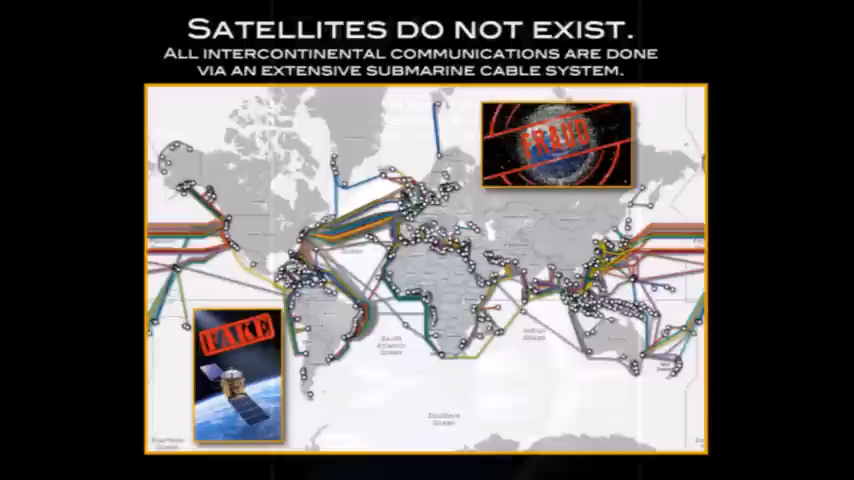 SATELLITES DO NOT EXIST.
ALL INTERCONTINENTAL COMMUNICATIONS ARE DONE
VIA AN EXTENSIVE SUBMARINE CABLE SYSTEM.
FRAUD
FAKE
South
Atlantic
Ocean
Indian
Ocean
Southern
Ocean